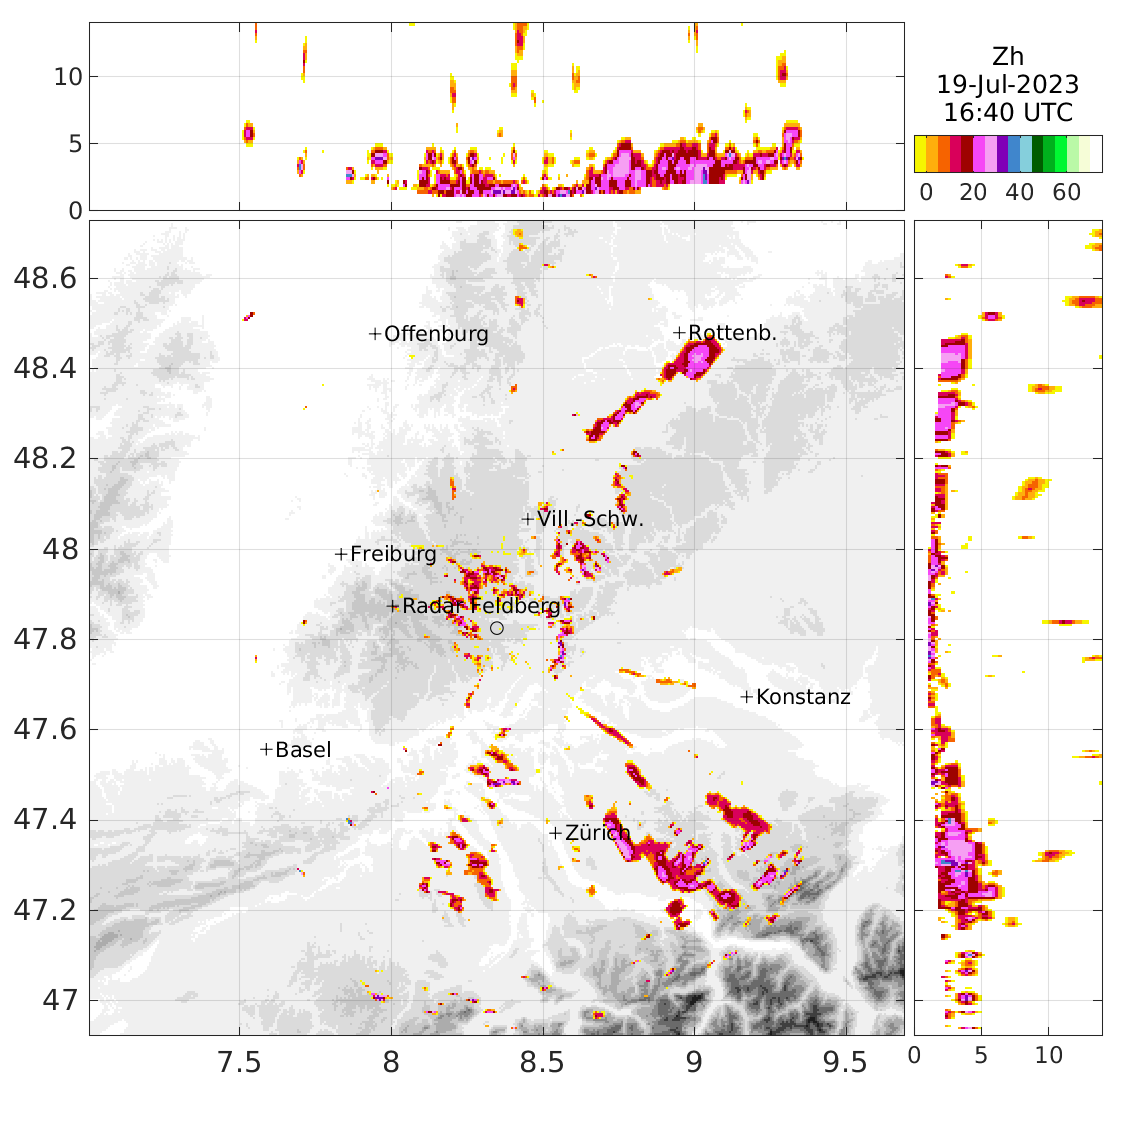 10
5
0
Zh
19-Jul-2023
16:40 UTC
0 20 40 60
48.6
48.4
48.2
48
47.8
47.6
47.4
47.2
47
+Offenburg
+Rottenb.
+Vill.-Schw.
+Freiburg
+Radar Feldberg
+Konstanz
+Basel
+Zürich
7.5 8 8.5 9 9.5
0 5 10